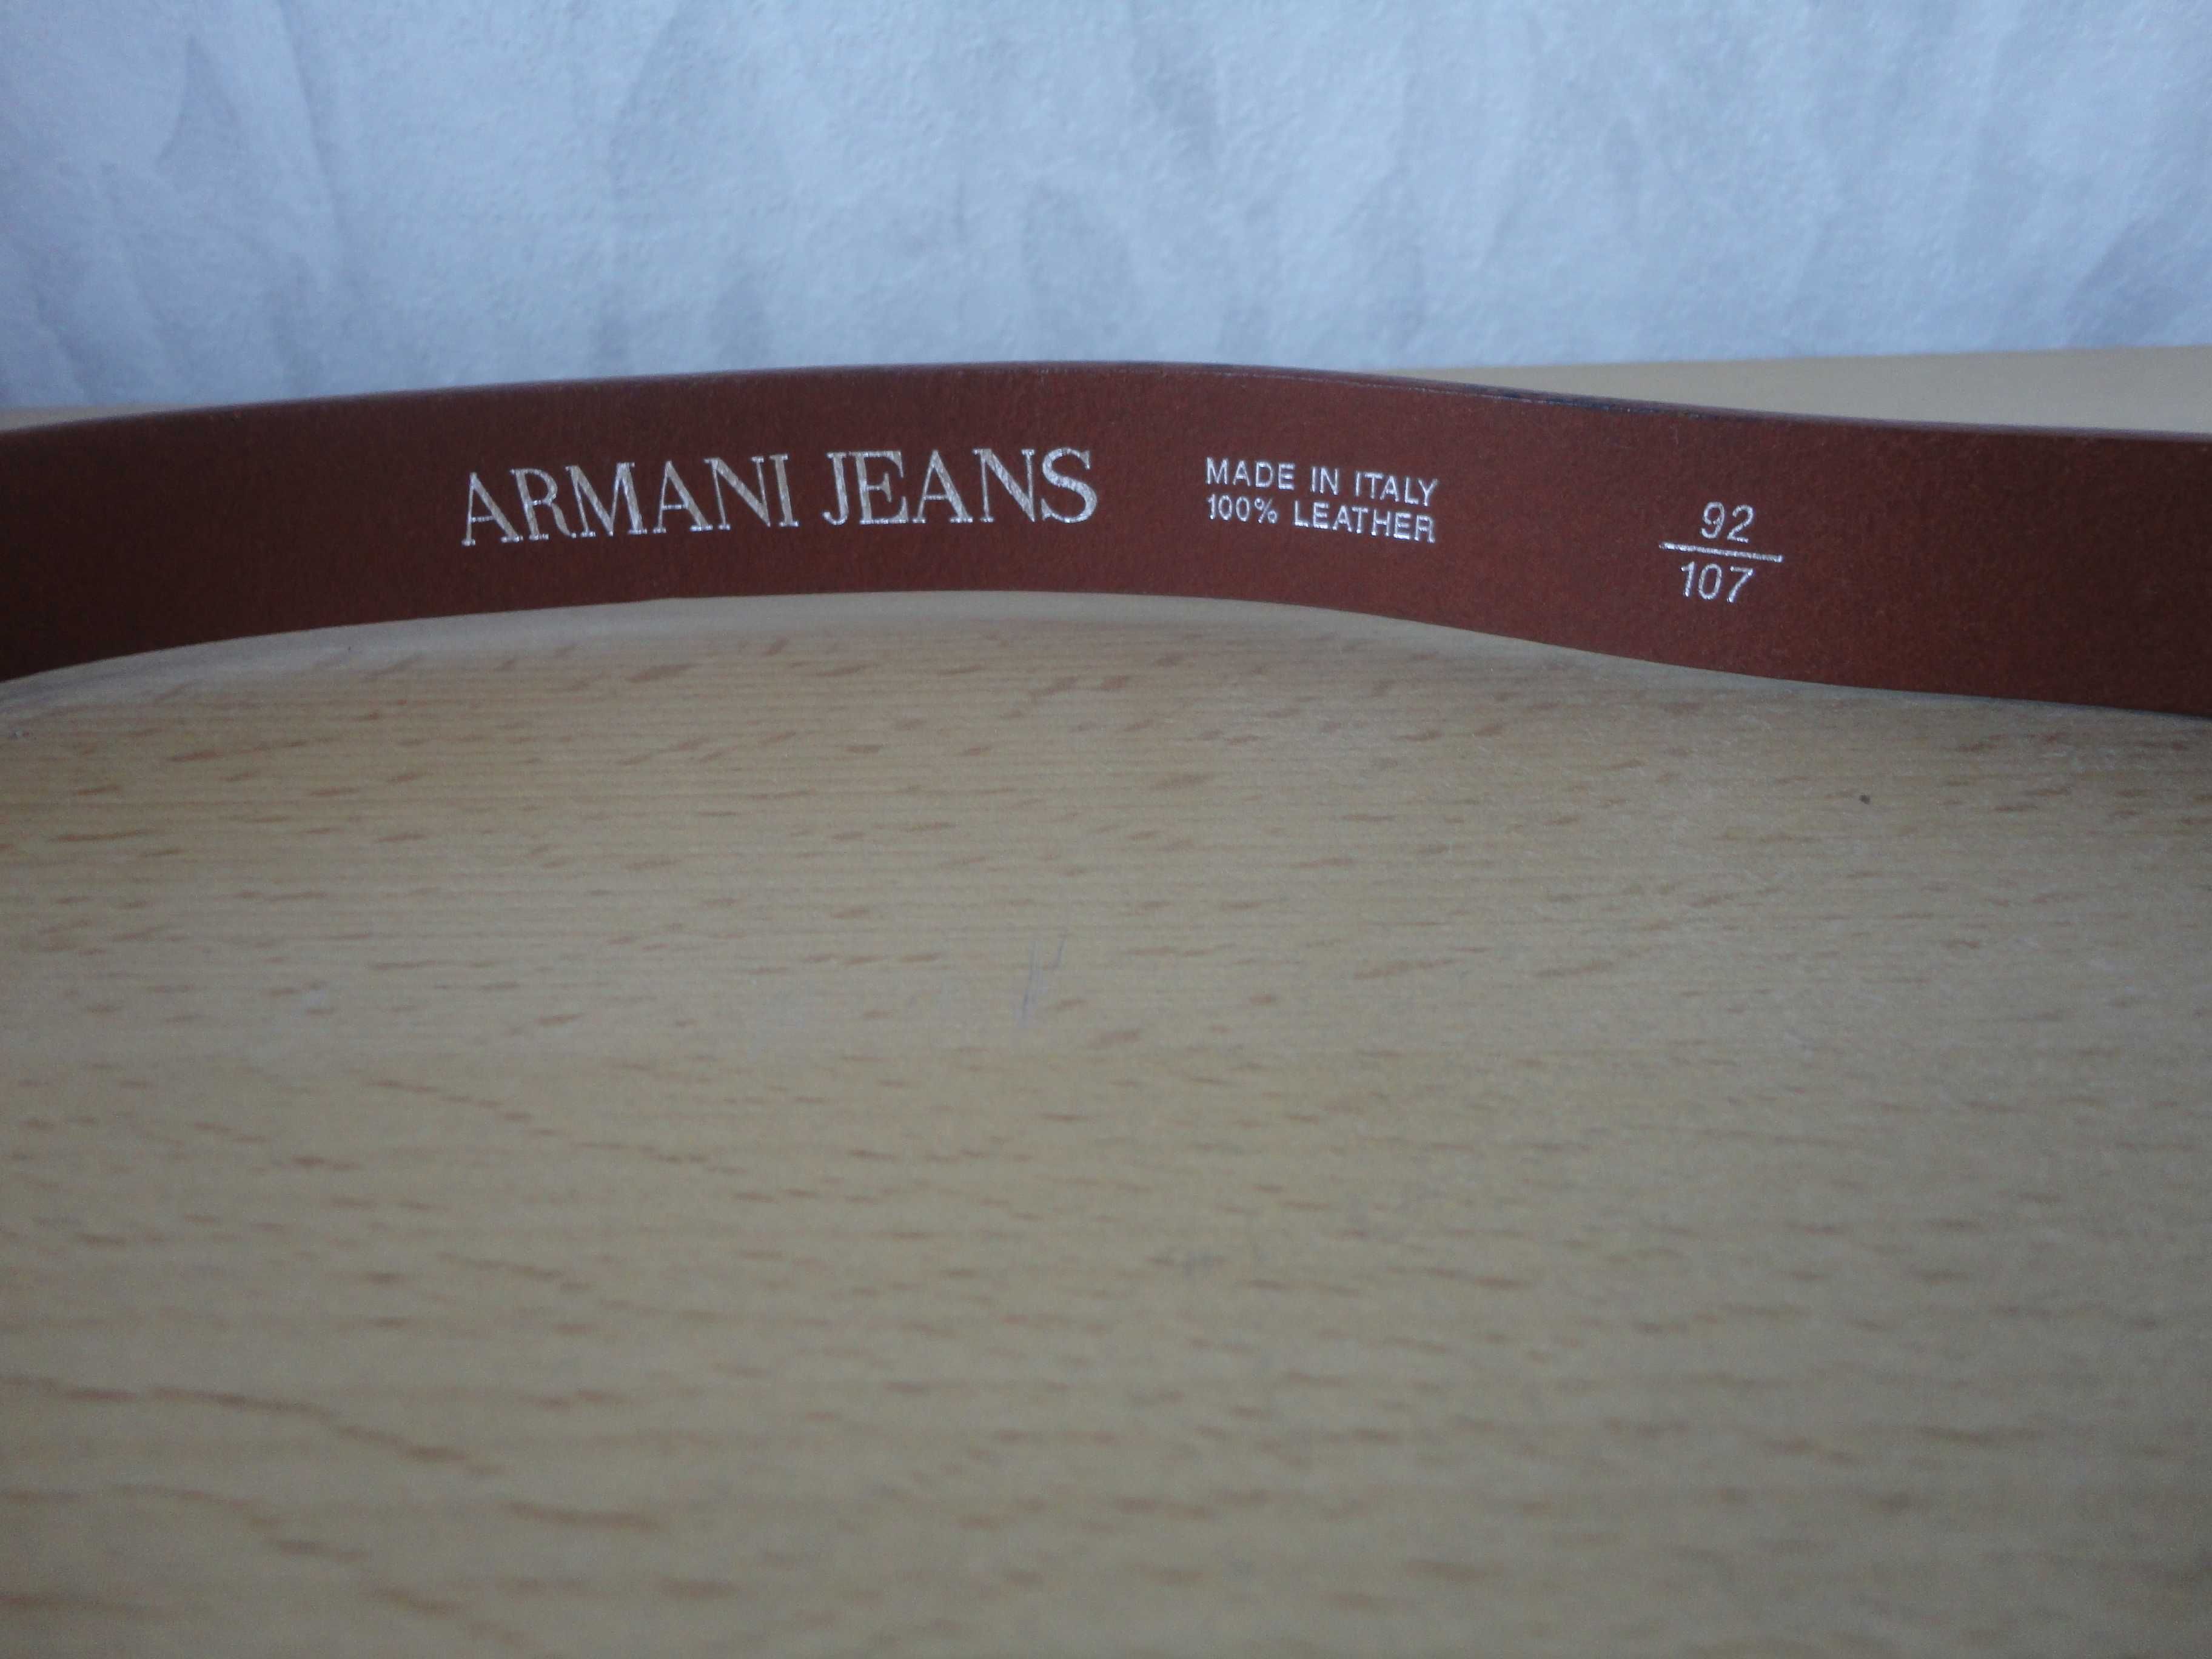 ARMANI JEANS
MADE IN ITALY
100% LEATHER
92
107